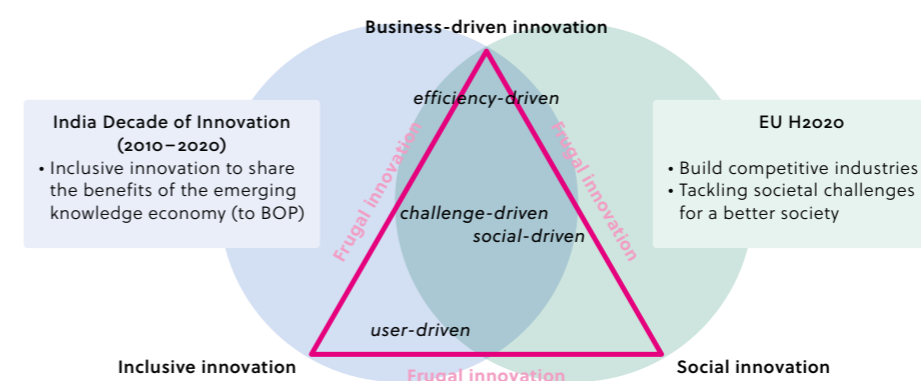 Business-driven innovation
efficiency-driven
India Decade of Innovation
(2010–2020)
• Inclusive innovation to share
the benefits of the emerging
knowledge economy (to BOP)
Frugal innovation
Frugal innovation
EU H2020
• Build competitive industries
• Tackling societal challenges
for a better society
challenge-driven
social-driven
user-driven
Inclusive innovation
Frugal innovation
Social innovation